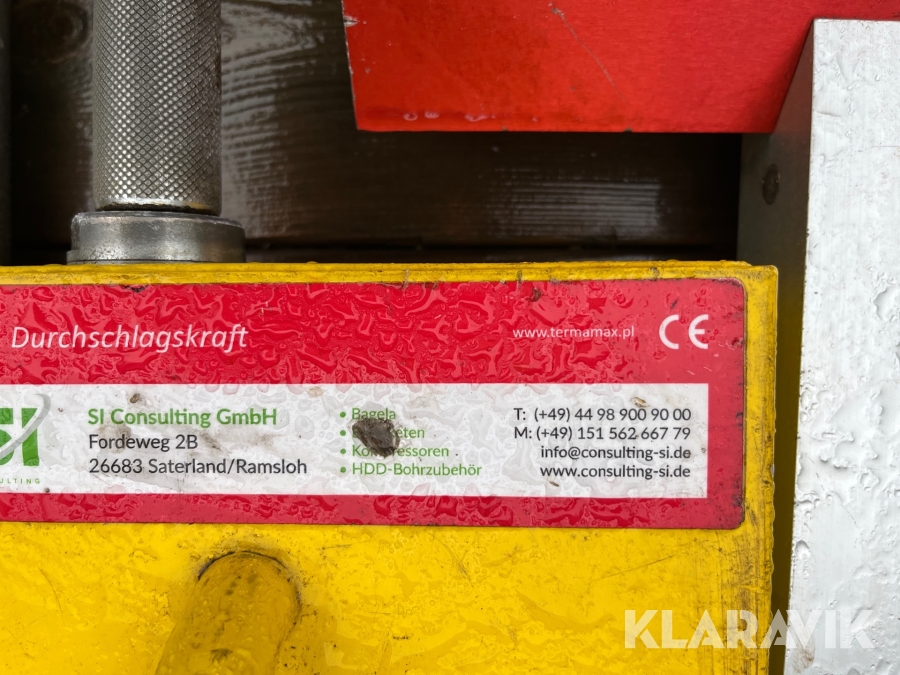 Durchschlagskraft
www.termamax.pl
CE
SI
SI Consulting GmbH
Fordeweg 2B
26683 Saterland/Ramsloh
• Bagela
• Kompressoren
• HDD-Bohrzubehör
T: (+49) 44 98 900 90 00
M: (+49) 151 562 667 79
info@consulting-si.de
www.consulting-si.de
KLARAVIK